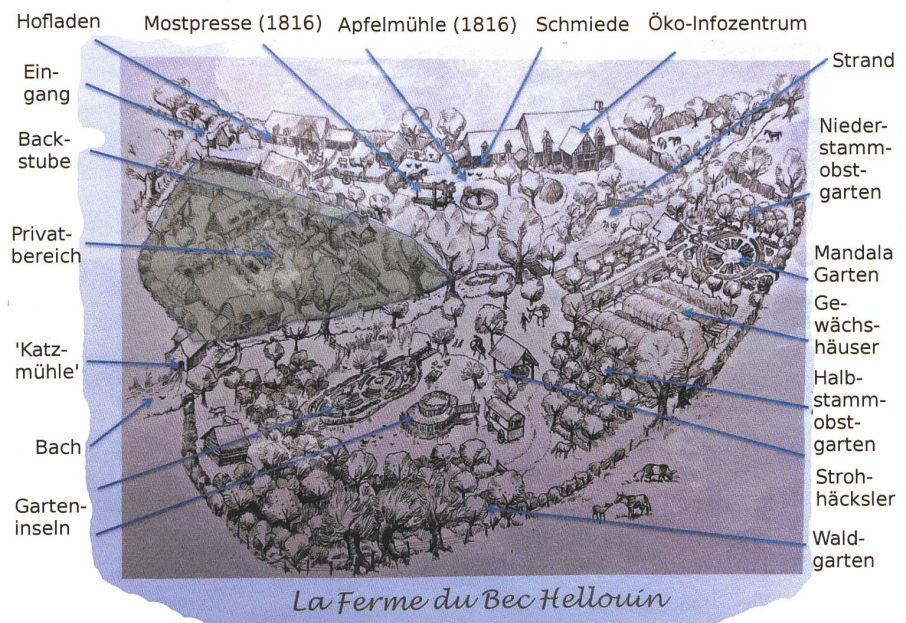 Hofladen
Mostpresse (1816)
Apfelmühle (1816)
Schmiede
Öko-Infozentrum
Ein-
gang
Back-
stube
Privat-
bereich
'Katz-
mühle'
Bach
Garten-
inseln
Strand
Nieder-
stamm-
obst-
garten
Mandala
Garten
Ge-
wächs-
häuser
Halb-
stamm-
obst-
garten
Stroh-
häcksler
Wald-
garten
La Ferme du Bec Hellouin